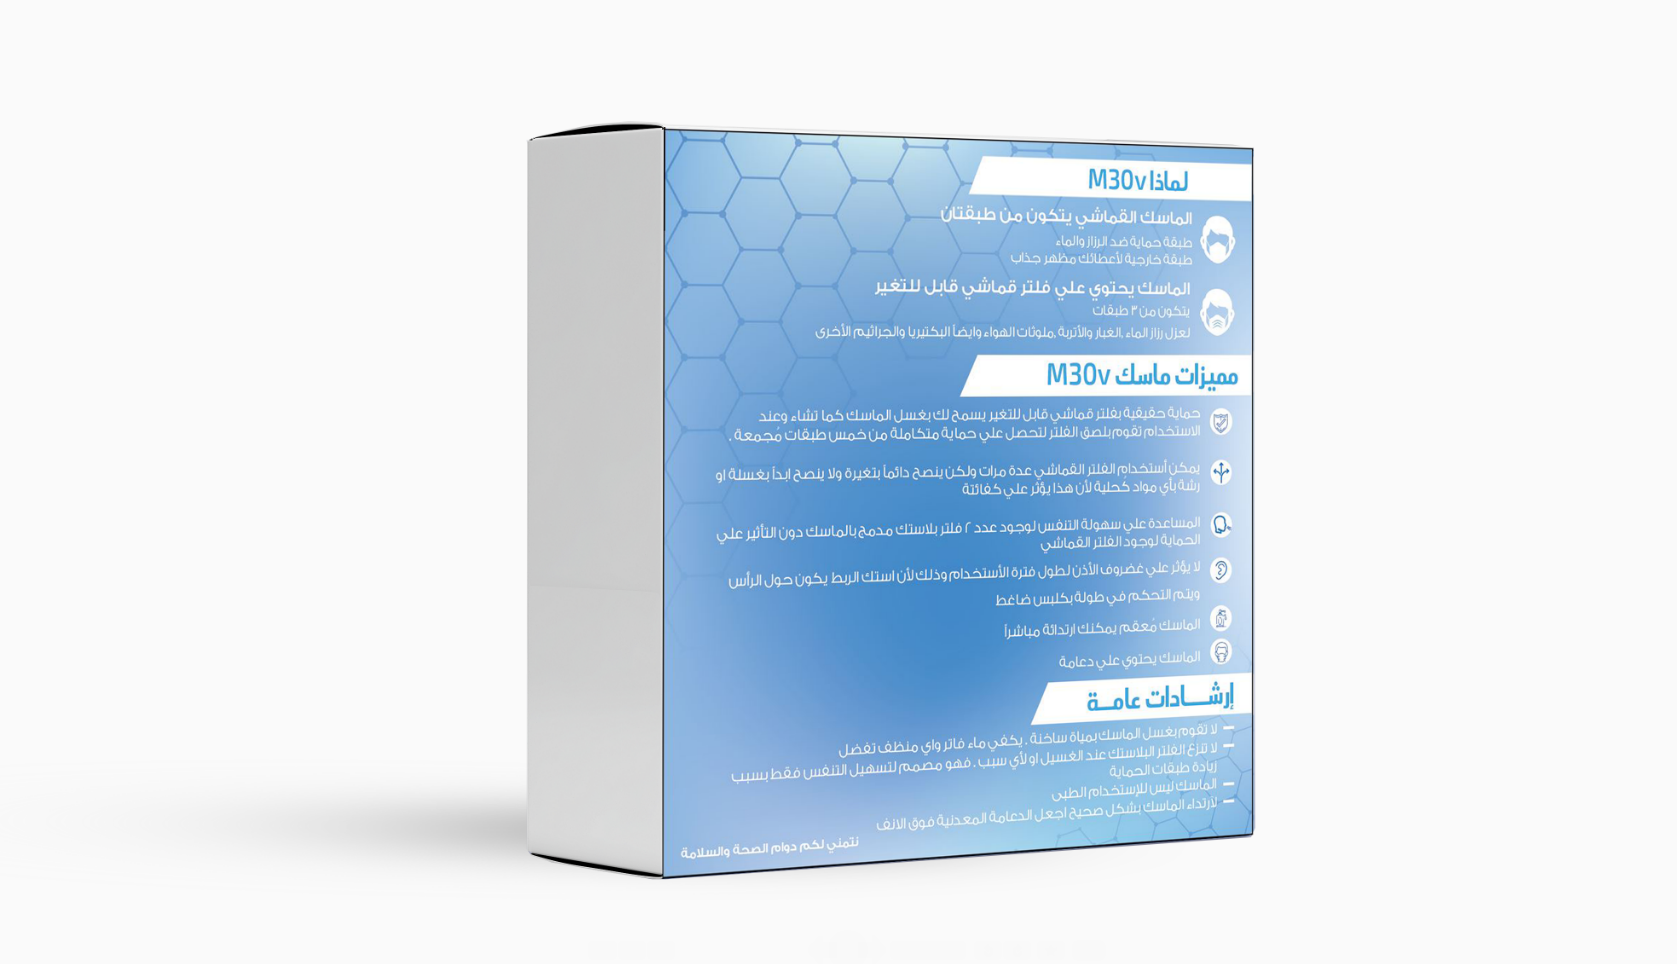 لماذا M30v
الماسك القماشي يتكون من طبقتان
طبقة حماية ضد الرزاز والماء
طبقة خارجية لأعطائك مظهر جذاب
الماسك يحتوي علي فلتر قماشي قابل للتغير
يتكون من ٣ طبقات
لعزل رزاز الماء ,الغبار والأتربة ,ملوثات الهواء وايضاً البكتيريا والجراثيم الأخرى
مميزات ماسك M30v
حماية حقيقية بفلتر قماشي قابل للتغير يسمح لك بغسل الماسك كما تشاء وعند
الاستخدام تقوم بلصق الفلتر لتحصل علي حماية متكاملة من خمس طبقات مُجمعة .
يمكن أستخدام الفلتر القماشي عدة مرات ولكن ينصح دائماً بتغيرة ولا ينصح ابداً بغسلة او
رشة بأي مواد كُحلية لأن هذا يؤثر علي كفائتة
المساعدة علي سهولة التنفس لوجود عدد ٢ فلتر بلاستك مدمج بالماسك دون التأثير علي
الحماية لوجود الفلتر القماشي
لا يؤثر علي غضروف الأذن لطول فترة الأستخدام وذلك لأن استك الربط يكون حول الرأس
ويتم التحكم في طولة بكلبس ضاغط
الماسك مُعقم يمكنك ارتدائة مباشراً
الماسك يحتوي علي دعامة
إرشـــادات عامـــة
– لا تقوم بغسل الماسك بمياة ساخنة . يكفي ماء فاتر واي منظف تفضل
– لا تنزع الفلتر البلاستك عند الغسيل او لأي سبب . فهو مصمم لتسهيل التنفس فقط بسبب
زيادة طبقات الحماية
– الماسك ليس للإستخدام الطبى
– لأرتداء الماسك بشكل صحيح اجعل الدعامة المعدنية فوق الانف
نتمني لكم دوام الصحة والسلامة